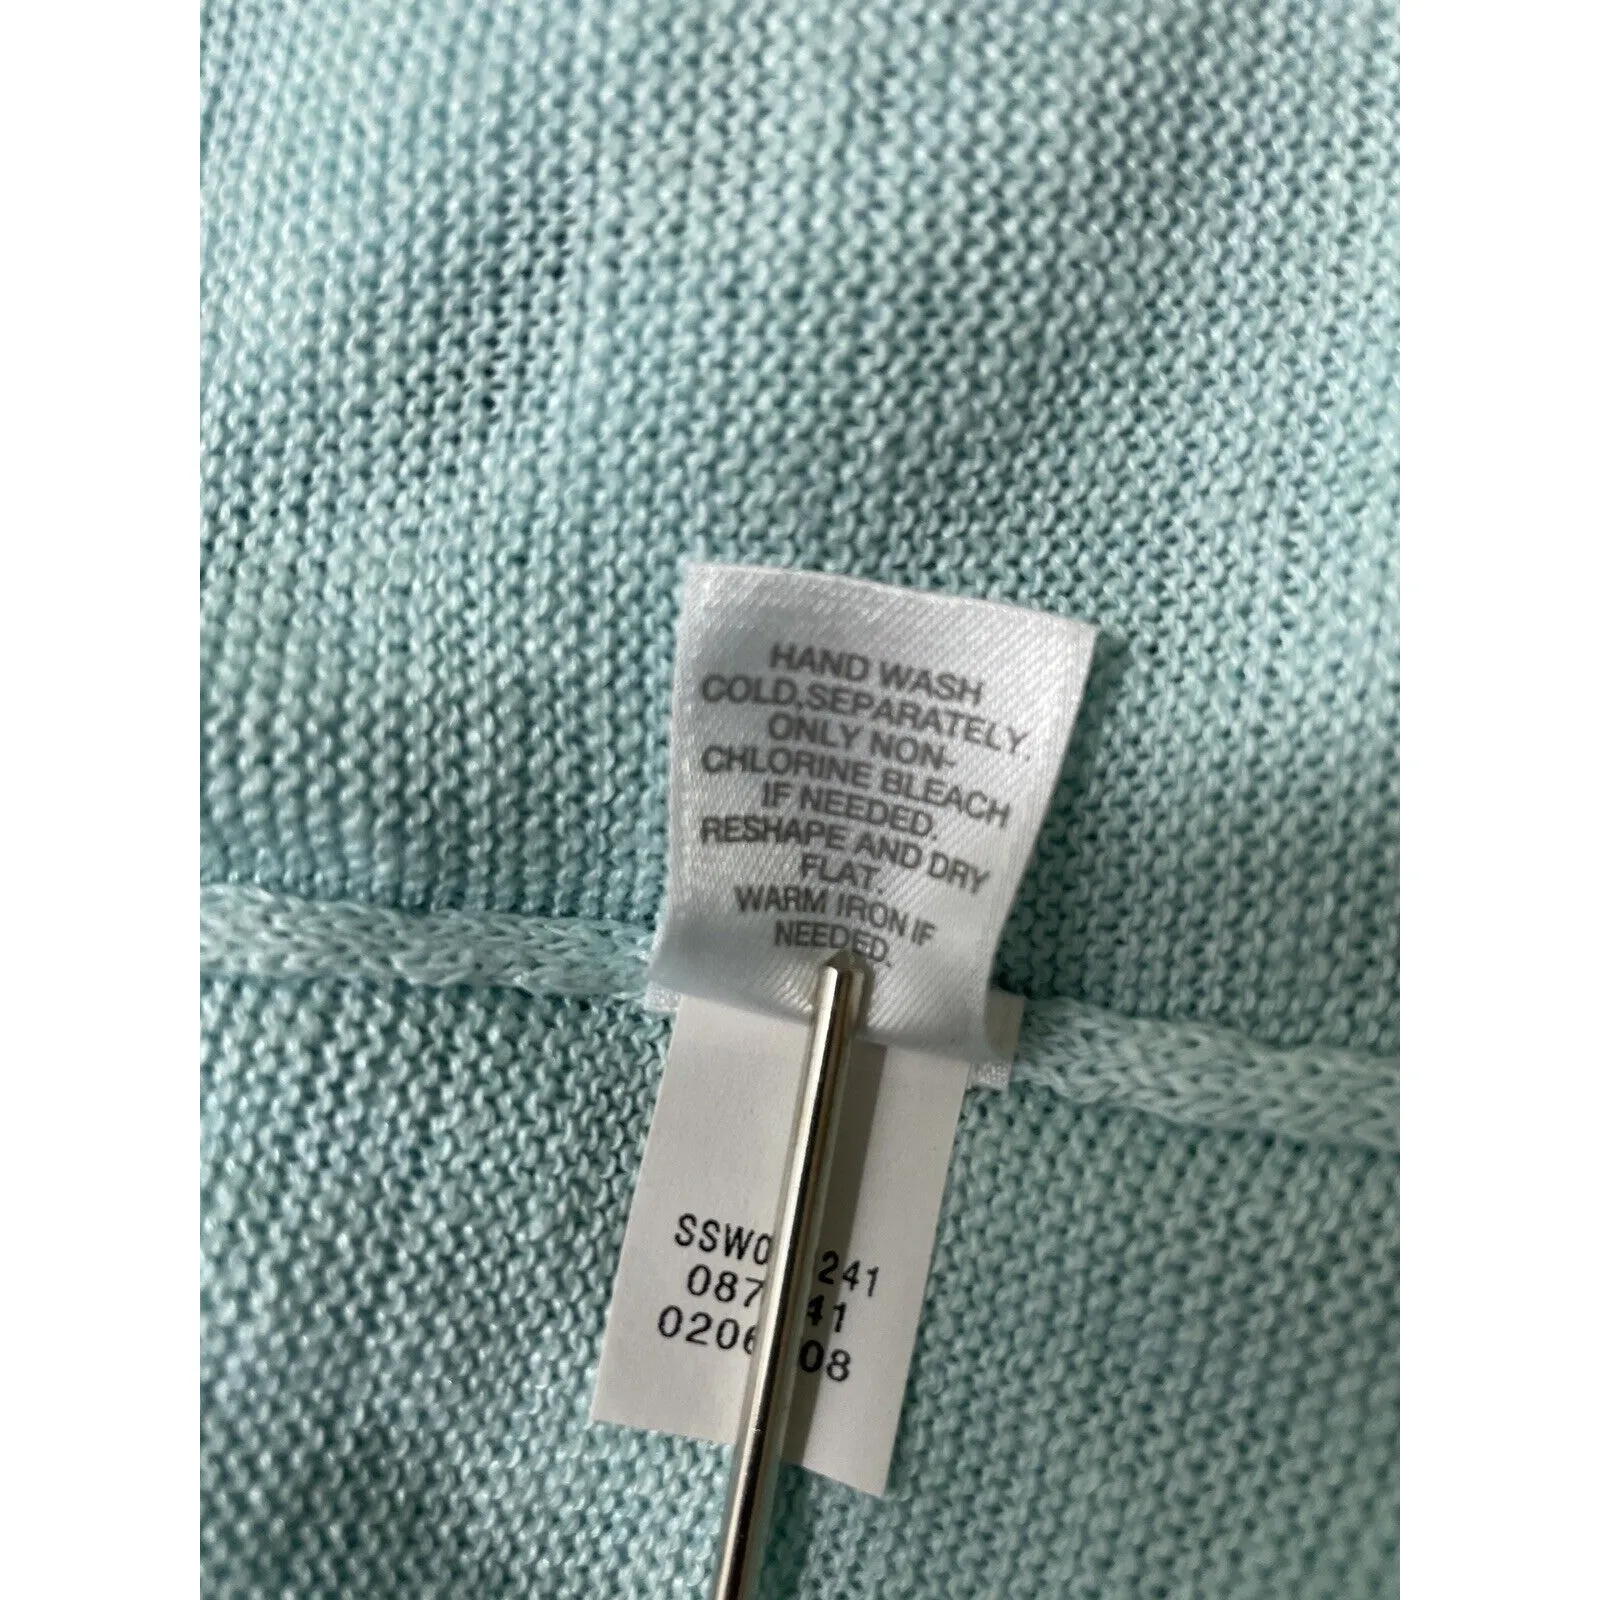 HAND WASH
COLD,SEPARATELY.
ONLY NON-
CHLORINE BLEACH
IF NEEDED.
RESHAPE AND DRY
FLAT.
WARM IRON IF
NEEDED.